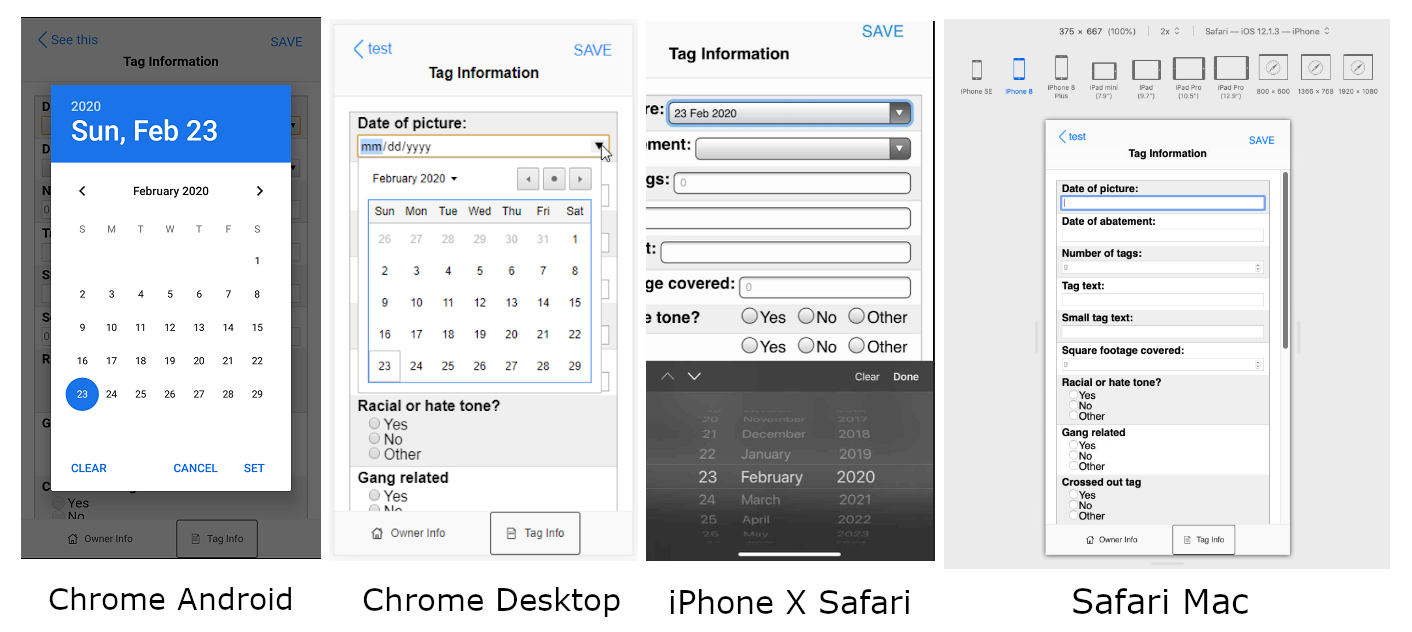 See this
SAVE
Tag Information
2020
Sun, Feb 23
February 2020
S M T W T F S
1
2 3 4 5 6 7 8
9 10 11 12 13 14 15
16 17 18 19 20 21 22
23 24 25 26 27 28 29
CLEAR CANCEL SET
Yes
No
Owner Info Tag Info
Chrome Android
test
SAVE
Tag Information
Date of picture:
mm/dd/yyyy
February 2020
Sun Mon Tue Wed Thu Fri Sat
26 27 28 29 30 31 1
2 3 4 5 6 7 8
9 10 11 12 13 14 15
16 17 18 19 20 21 22
23 24 25 26 27 28 29
Racial or hate tone?
Yes
No
Other
Gang related
Yes
No
Owner Info Tag Info
Chrome Desktop
SAVE
Tag Information
re: 23 Feb 2020
ement:
gs: 0
t:
ge covered: 0
e tone? Yes No Other
Yes No Other
Clear Done
20 November 2017
21 December 2018
22 January 2019
23 February 2020
24 March 2021
25 April 2022
26 May 2023
iPhone X Safari
375 × 667 (100%) 2x Safari — iOS 12.1.3 — iPhone
iPhone SE
iPhone 8
iPhone 8
Plus
iPad mini
(7.9")
iPad
(9.7")
iPad Pro
(10.5")
iPad Pro
(12.9")
800 × 600
1366 × 768
1920 × 1080
test
SAVE
Tag Information
Date of picture:
Date of abatement:
Number of tags:
0
Tag text:
Small tag text:
Square footage covered:
0
Racial or hate tone?
Yes
No
Other
Gang related
Yes
No
Other
Crossed out tag
Yes
No
Other
Owner Info Tag Info
Safari Mac